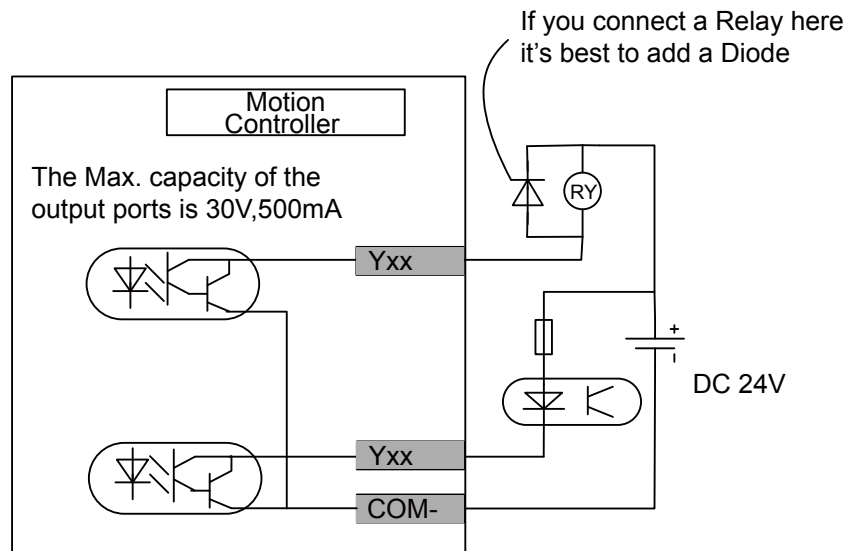 If you connect a Relay here
it's best to add a Diode
Motion
Controller
The Max. capacity of the
output ports is 30V,500mA
RY
Yxx
+
-
DC 24V
Yxx
COM-